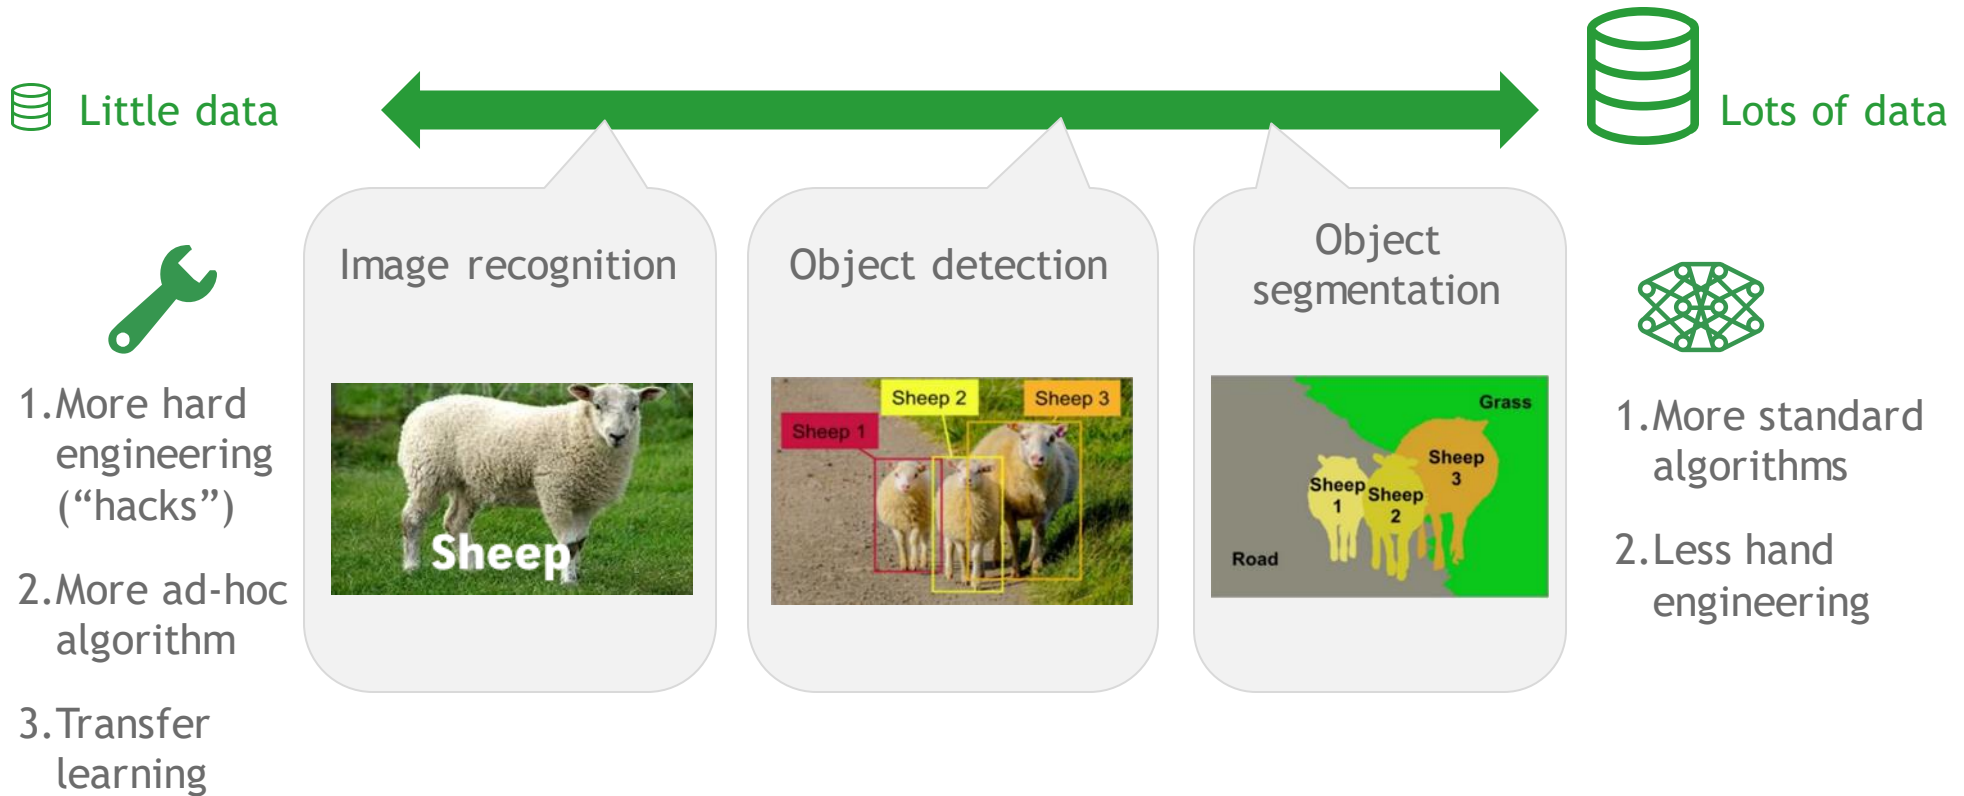 Little data
Lots of data
1.More hard
engineering
(“hacks”)
2.More ad-hoc
algorithm
3.Transfer
learning
Image recognition
Sheep
Object detection
Sheep 1
Sheep 2
Sheep 3
Object
segmentation
Grass
Sheep
1
Sheep
2
Sheep
3
Road
1.More standard
algorithms
2.Less hand
engineering